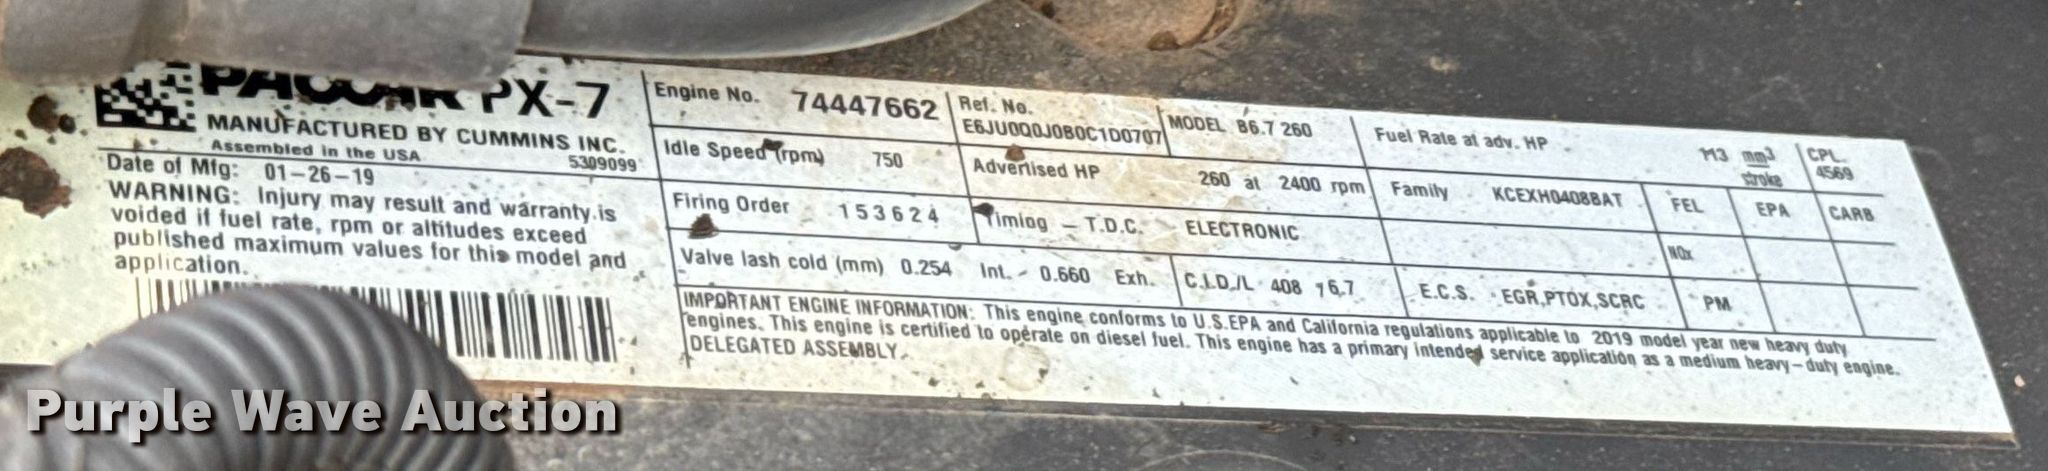 PACCAR PX-7
MANUFACTURED BY CUMMINS INC.
Assembled in the USA 5309099
Date of Mfg: 01-26-19
WARNING: Injury may result and warranty is
voided if fuel rate, rpm or altitudes exceed
published maximum values for this model and
application.
Engine No. 74447662
Idle Speed (rpm) 750
Firing Order 153624
Valve lash cold (mm) 0.254 Int. 0.660 Exh.
Ref. No.
E6JU0Q0J0B0C1D0707
MODEL B6.7 260
Advertised HP 260 at 2400 rpm
Timing - T.D.C. ELECTRONIC
C.I.D./L 408 / 6.7
Fuel Rate at adv. HP 113 mm3
stroke
CPL.
4569
Family KCEXH0408BAT
FEL EPA CARB
NOx
E.C.S. EGR,PTOX,SCRC
PM
IMPORTANT ENGINE INFORMATION: This engine conforms to U.S.EPA and California regulations applicable to 2019 model year new heavy duty
engines. This engine is certified to operate on diesel fuel. This engine has a primary intended service application as a medium heavy-duty engine.
DELEGATED ASSEMBLY.
Purple Wave Auction